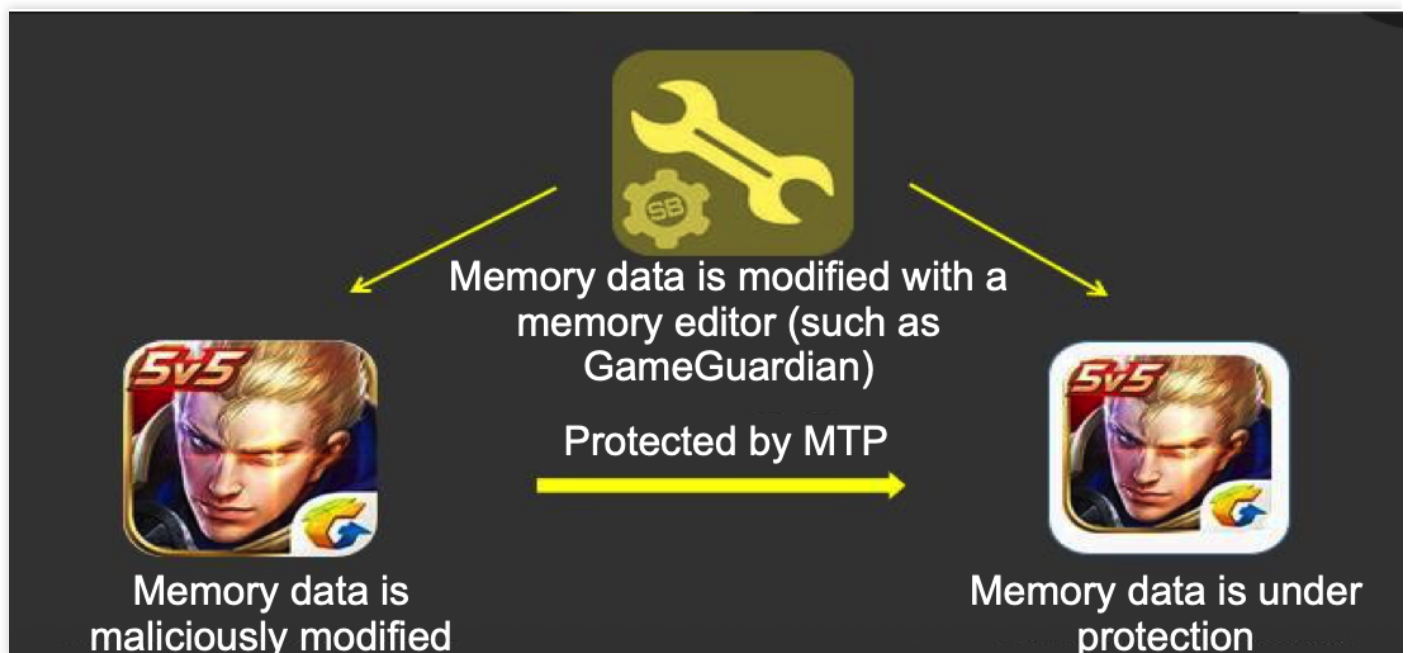 SB
Memory data is modified with a
memory editor (such as
GameGuardian)
Protected by MTP
5v5
5v5
Memory data is
maliciously modified
Memory data is under
protection